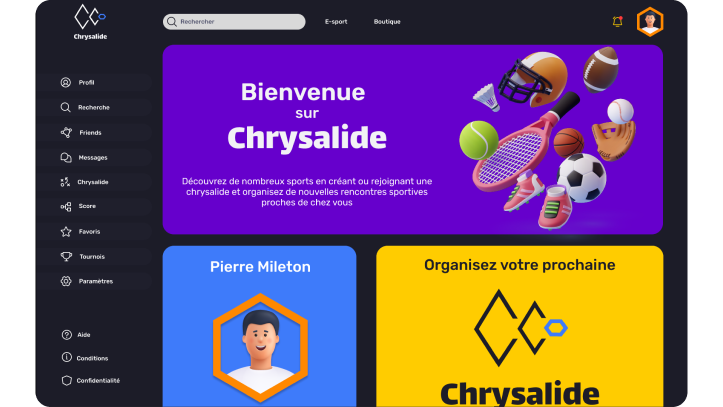 Chrysalide
Rechercher
E-sport
Boutique
Profil
Recherche
Friends
Messages
Chrysalide
Score
Favoris
Tournois
Paramètres
Aide
Conditions
Confidentialité
Bienvenue
sur
Chrysalide
Découvrez de nombreux sports en créant ou rejoignant une
chrysalide et organisez de nouvelles rencontres sportives
proches de chez vous
Pierre Mileton
Organisez votre prochaine
Chrysalide